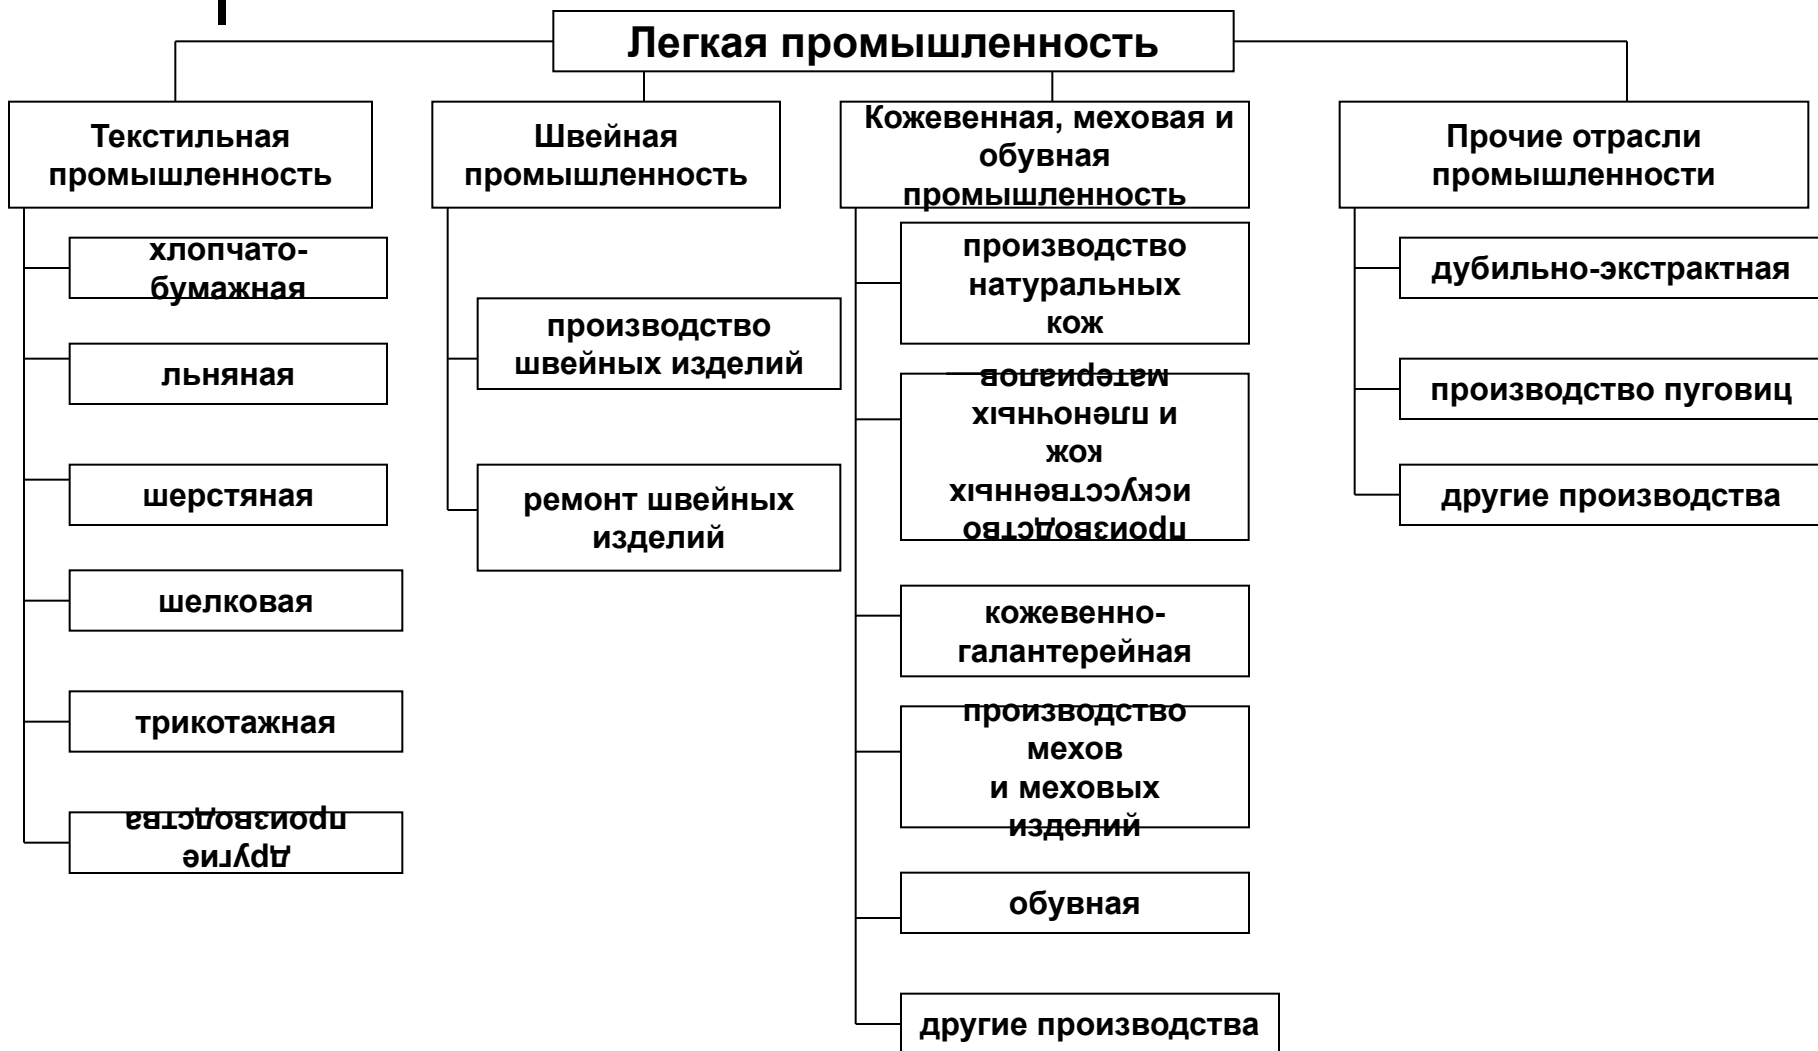 Легкая промышленность
Текстильная
промышленность
хлопчато-
бумажная
льняная
шерстяная
шелковая
трикотажная
другие
производства
Швейная
промышленность
производство
швейных изделий
ремонт швейных
изделий
Кожевенная, меховая и
обувная
промышленность
производство
натуральных
кож
производство
искусственных
кож
и пленочных
материалов
кожевенно-
галантерейная
производство
мехов
и меховых
изделий
обувная
другие производства
Прочие отрасли
промышленности
дубильно-экстрактная
производство пуговиц
другие производства